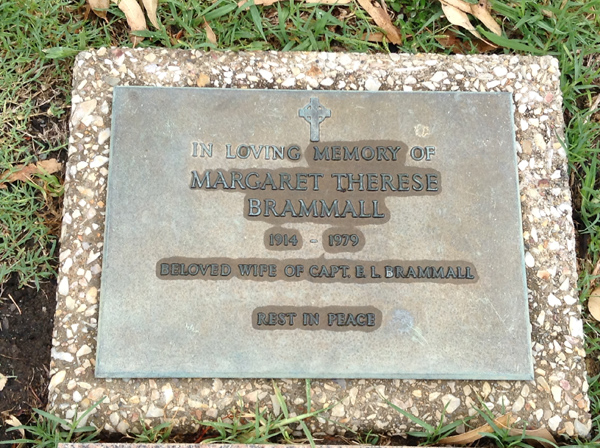 IN LOVING MEMORY OF
MARGARET THERESE
BRAMMALL
1914 - 1979
BELOVED WIFE OF CAPT. E. L. BRAMMALL
REST IN PEACE